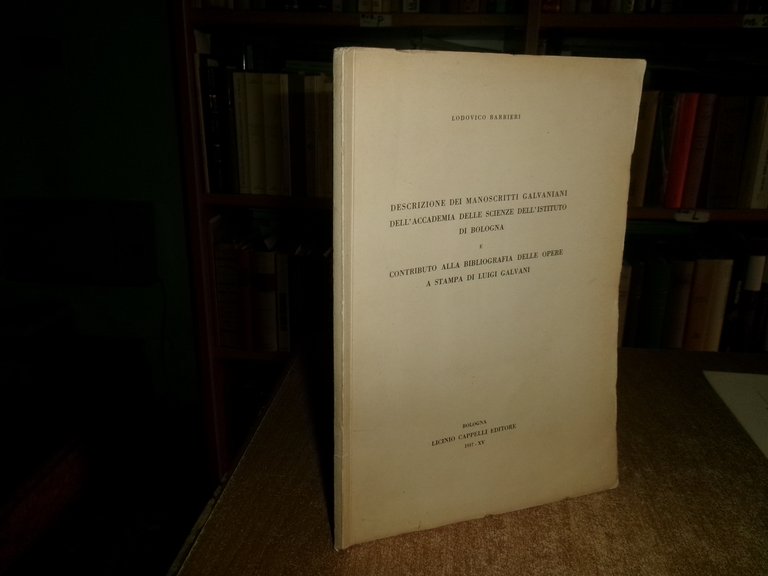 LODOVICO BARBIERI
DESCRIZIONE DEI MANOSCRITTI GALVANIANI
DELL'ACCADEMIA DELLE SCIENZE DELL'ISTITUTO
DI BOLOGNA
E
CONTRIBUTO ALLA BIBLIOGRAFIA DELLE OPERE
A STAMPA DI LUIGI GALVANI
BOLOGNA
LICINIO CAPPELLI EDITORE
1937 - XV